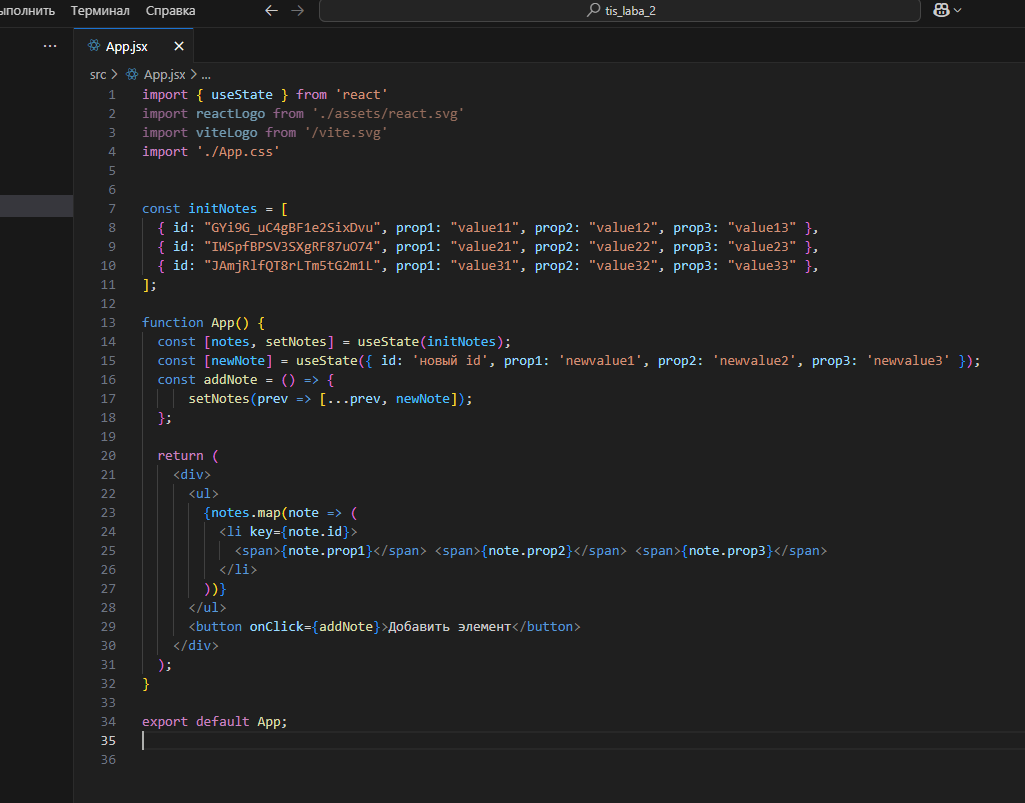 ыполнить Терминал Справка ← → tis_laba_2
... App.jsx ×
src > App.jsx > ...
1 import { useState } from 'react'
2 import reactLogo from './assets/react.svg'
3 import viteLogo from '/vite.svg'
4 import './App.css'
5
6
7 const initNotes = [
8 { id: "GYi9G_uC4gBF1e2SixDvu", prop1: "value11", prop2: "value12", prop3: "value13" },
9 { id: "IWSpfBPSV3SXgRF87uO74", prop1: "value21", prop2: "value22", prop3: "value23" },
10 { id: "JAmjRlfQT8rLTm5tG2m1L", prop1: "value31", prop2: "value32", prop3: "value33" },
11 ];
12
13 function App() {
14 const [notes, setNotes] = useState(initNotes);
15 const [newNote] = useState({ id: 'новый id', prop1: 'newvalue1', prop2: 'newvalue2', prop3: 'newvalue3' });
16 const addNote = () => {
17 setNotes(prev => [...prev, newNote]);
18 };
19
20 return (
21 <div>
22 <ul>
23 {notes.map(note => (
24 <li key={note.id}>
25 <span>{note.prop1}</span> <span>{note.prop2}</span> <span>{note.prop3}</span>
26 </li>
27 ))}
28 </ul>
29 <button onClick={addNote}>Добавить элемент</button>
30 </div>
31 );
32 }
33
34 export default App;
35
36